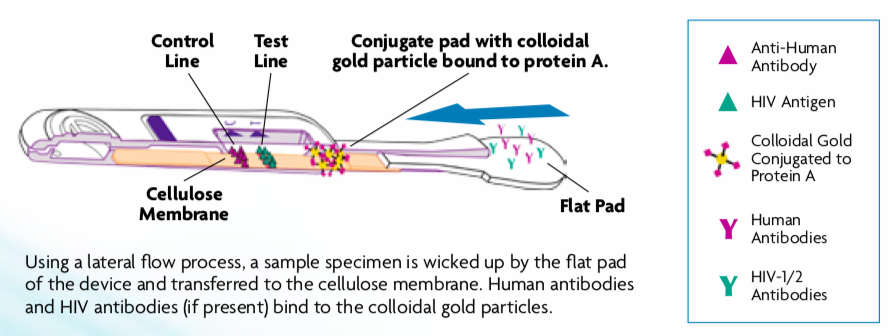 Control
Line
Test
Line
Conjugate pad with colloidal
gold particle bound to protein A.
C
T
Cellulose
Membrane
Flat Pad
Using a lateral flow process, a sample specimen is wicked up by the flat pad
of the device and transferred to the cellulose membrane. Human antibodies
and HIV antibodies (if present) bind to the colloidal gold particles.
Anti-Human
Antibody
HIV Antigen
Colloidal Gold
Conjugated to
Protein A
Human
Antibodies
HIV-1/2
Antibodies